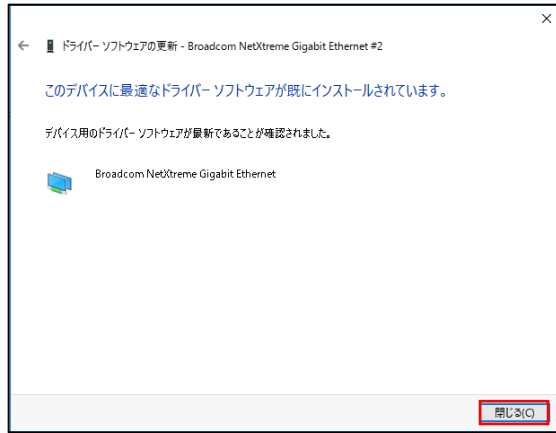 ドライバー ソフトウェアの更新 - Broadcom NetXtreme Gigabit Ethernet #2
このデバイスに最適なドライバー ソフトウェアが既にインストールされています。
デバイス用のドライバー ソフトウェアが最新であることが確認されました。
Broadcom NetXtreme Gigabit Ethernet
閉じる(C)